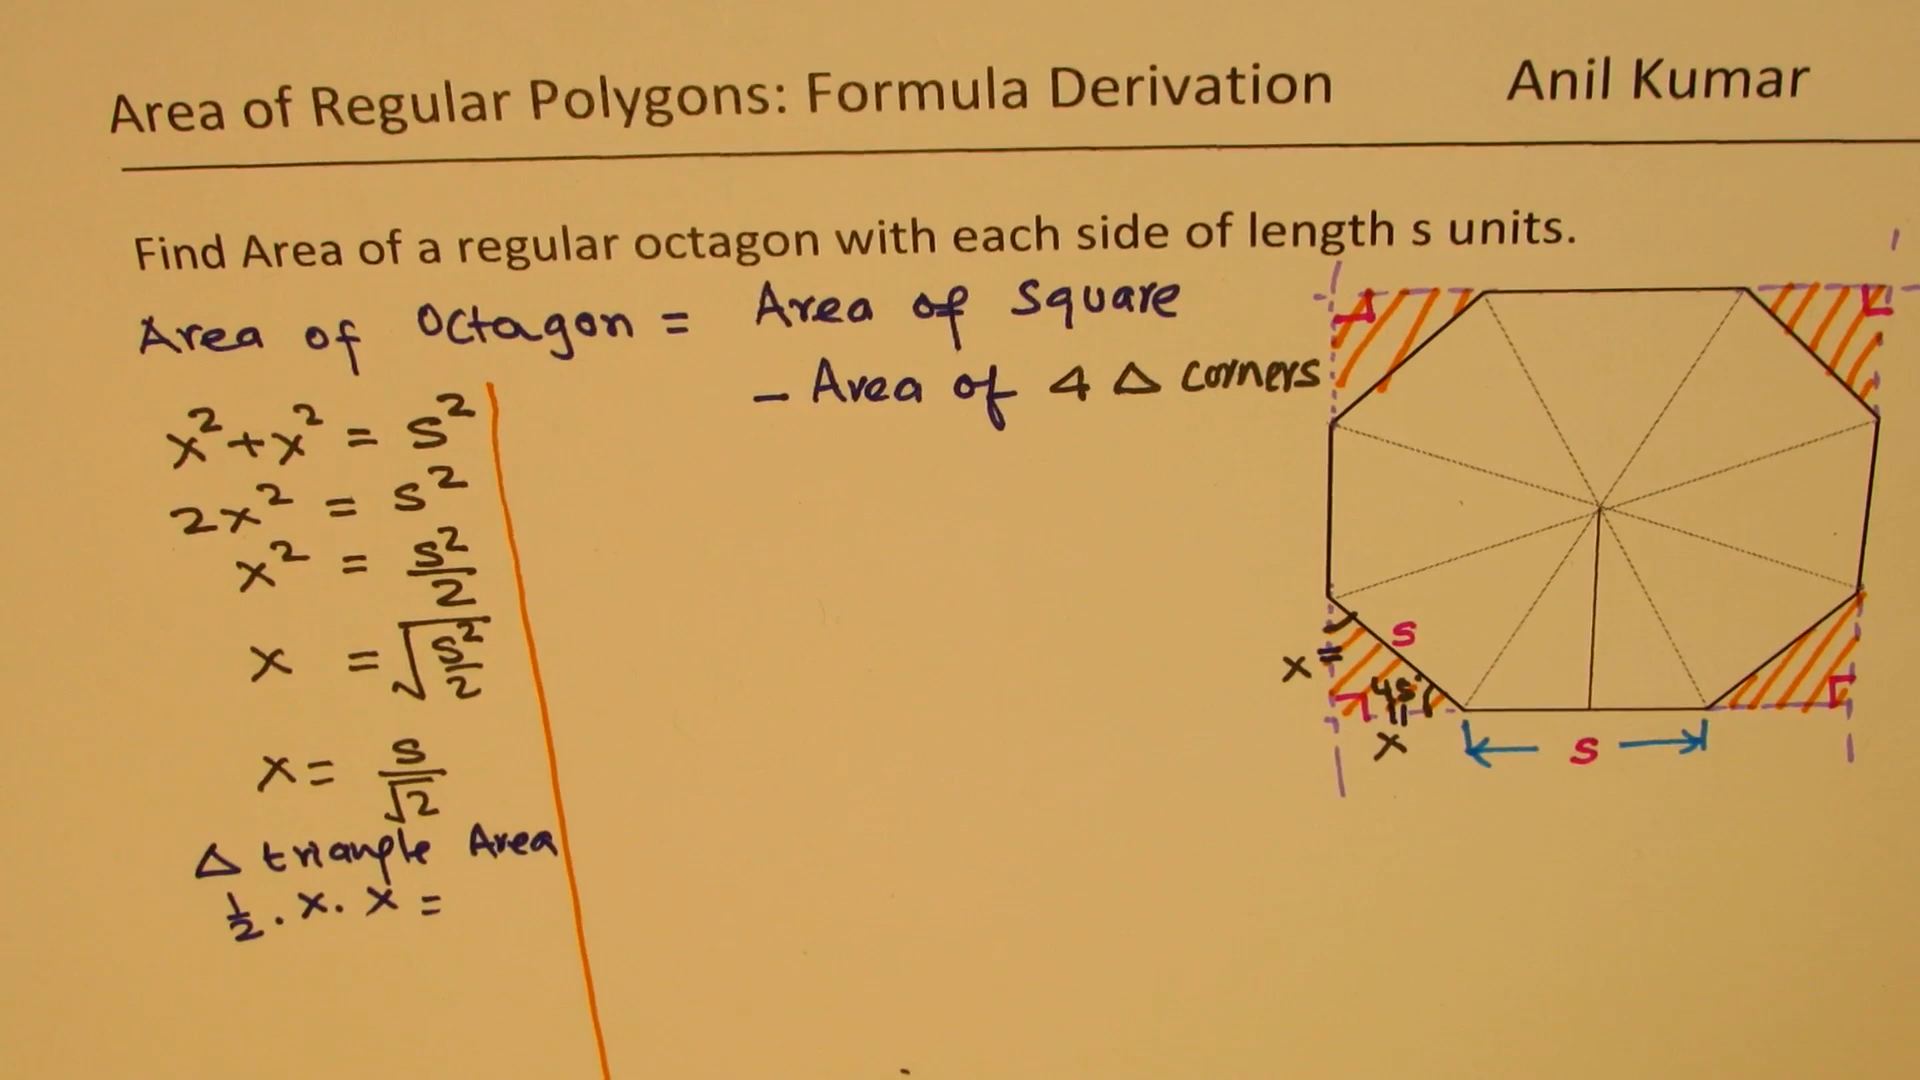 Area of Regular Polygons: Formula Derivation Anil Kumar
Find Area of a regular octagon with each side of length s units.
Area of Octagon = Area of Square
– Area of 4 Δ corners
x² + x² = s²
2x² = s²
x² = s²/2
x = √(s²/2)
x = s/√2
Δ triangle Area
1/2 · x · x =
s
x
45°
x
s